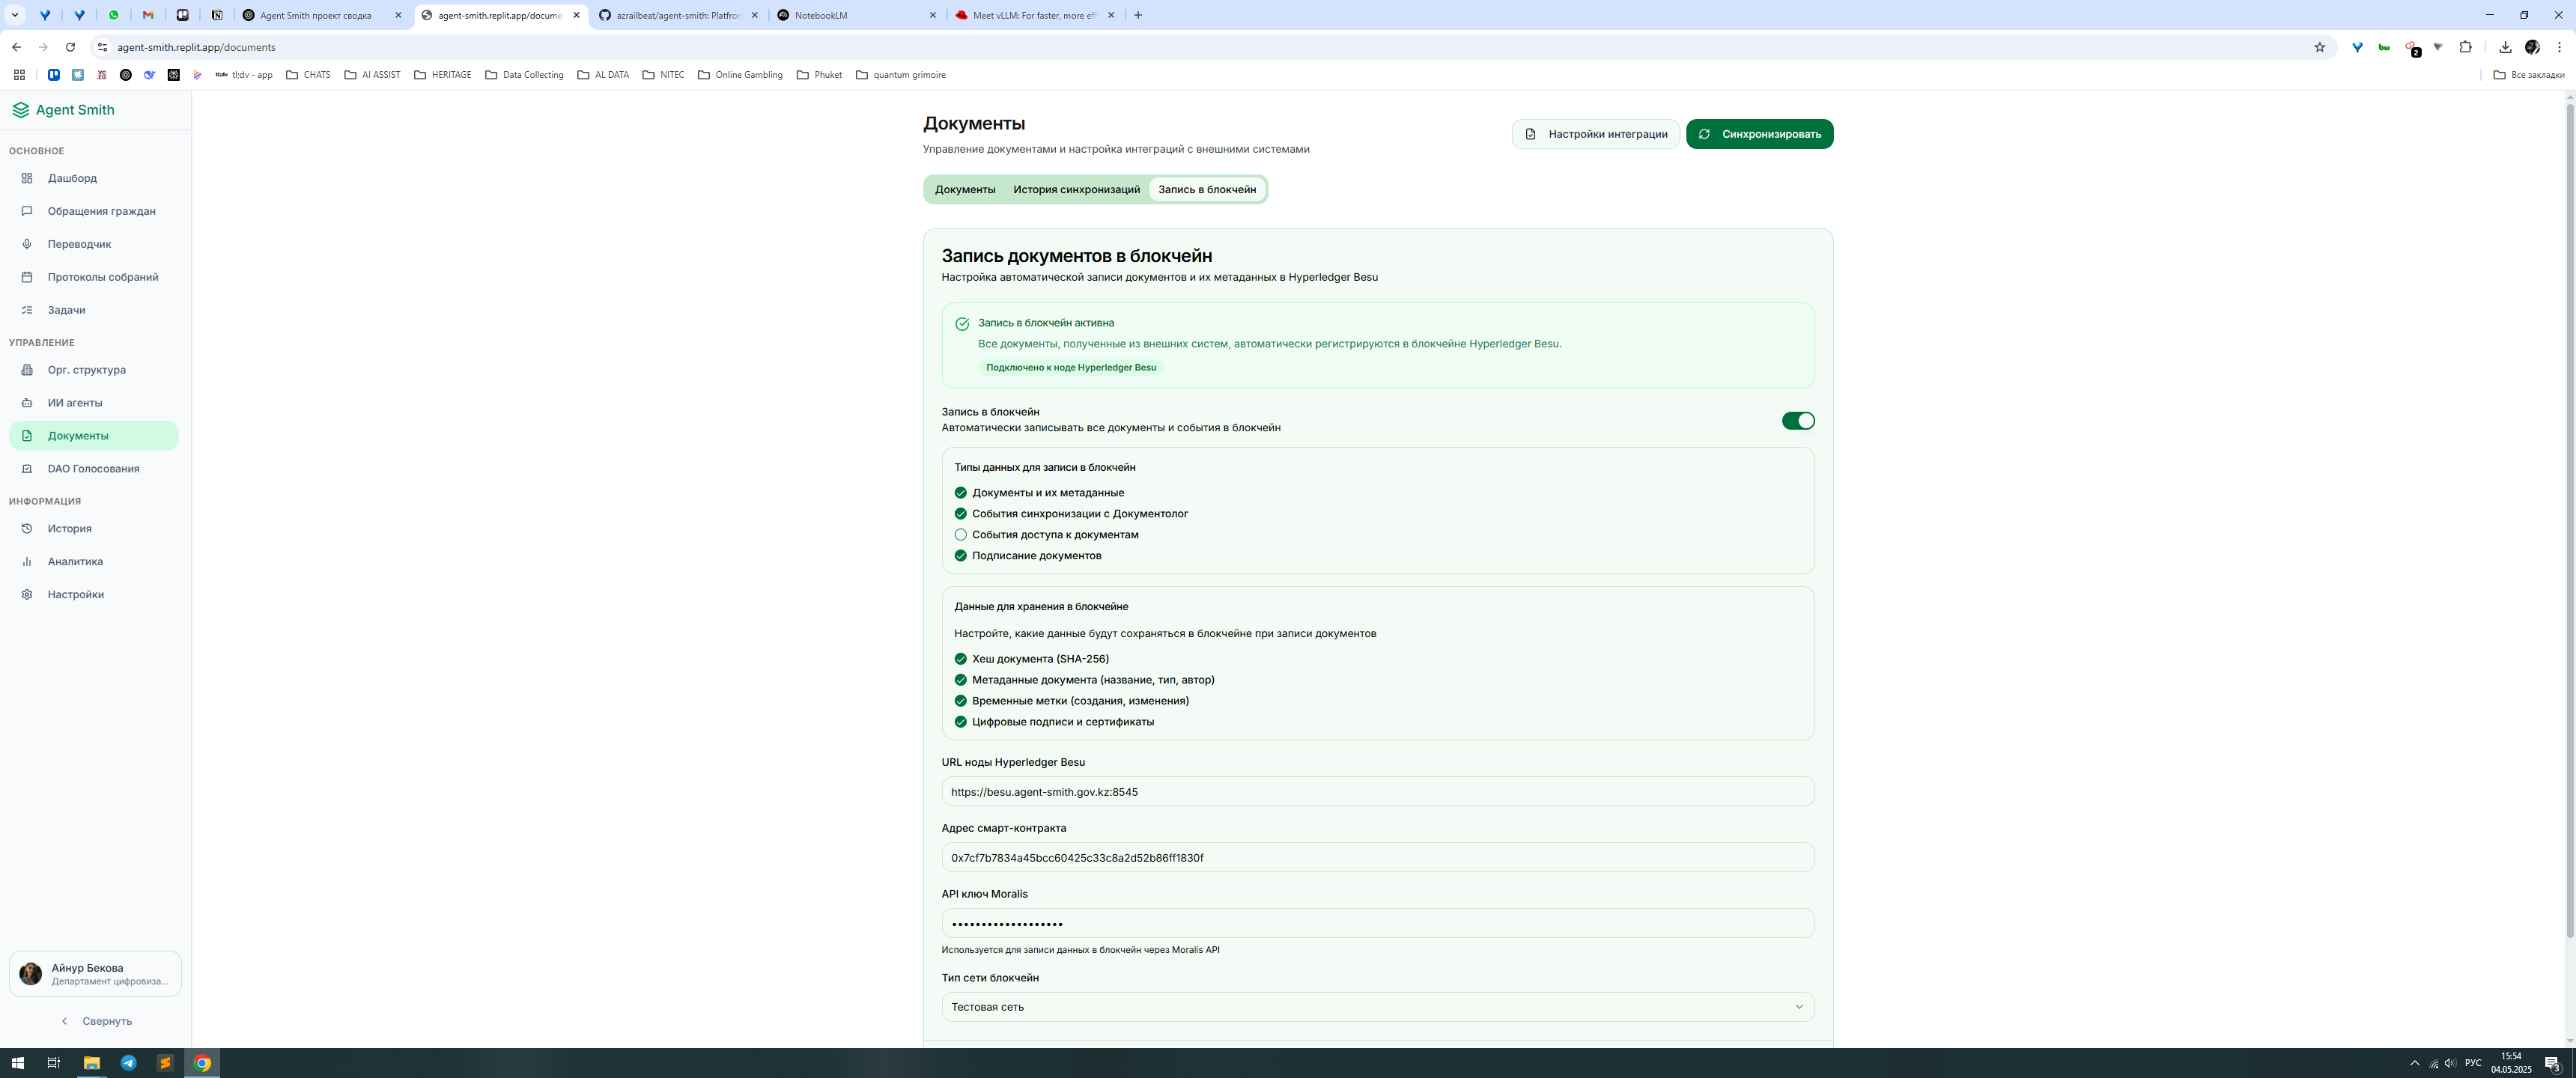 Agent Smith проект сводка
agent-smith.replit.app/docume
azrailbeat/agent-smith: Platfro
NotebookLM
Meet vLLM: For faster, more eff
agent-smith.replit.app/documents
2
tl;dv tl;dv - app
CHATS
AI ASSIST
HERITAGE
Data Collecting
AL DATA
NITEC
Online Gambling
Phuket
quantum grimoire
Все закладки
Agent Smith
ОСНОВНОЕ
Дашборд
Обращения граждан
Переводчик
Протоколы собраний
Задачи
УПРАВЛЕНИЕ
Орг. структура
ИИ агенты
Документы
DAO Голосования
ИНФОРМАЦИЯ
История
Аналитика
Настройки
Айнур Бекова
Департамент цифровиза...
Свернуть
Документы
Управление документами и настройка интеграций с внешними системами
Настройки интеграции
Синхронизировать
Документы
История синхронизаций
Запись в блокчейн
Запись документов в блокчейн
Настройка автоматической записи документов и их метаданных в Hyperledger Besu
Запись в блокчейн активна
Все документы, полученные из внешних систем, автоматически регистрируются в блокчейне Hyperledger Besu.
Подключено к ноде Hyperledger Besu
Запись в блокчейн
Автоматически записывать все документы и события в блокчейн
Типы данных для записи в блокчейн
Документы и их метаданные
События синхронизации с Документолог
События доступа к документам
Подписание документов
Данные для хранения в блокчейне
Настройте, какие данные будут сохраняться в блокчейне при записи документов
Хеш документа (SHA-256)
Метаданные документа (название, тип, автор)
Временные метки (создания, изменения)
Цифровые подписи и сертификаты
URL ноды Hyperledger Besu
https://besu.agent-smith.gov.kz:8545
Адрес смарт-контракта
0x7cf7b7834a45bcc60425c33c8a2d52b86ff1830f
API ключ Moralis
•••••••••••••••••••
Используется для записи данных в блокчейн через Moralis API
Тип сети блокчейн
Тестовая сеть
РУС
15:54
04.05.2025
3